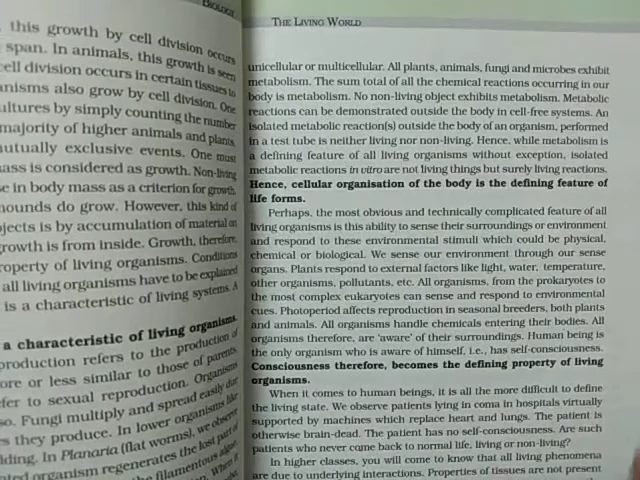 BIOLOGY
this growth by cell division occurs
span. In animals, this growth is seen
cell division occurs in certain tissues to
anisms also grow by cell division. One
ultures by simply counting the number
majority of higher animals and plants,
mutually exclusive events. One must
mass is considered as growth. Non-living
se in body mass as a criterion for growth,
mounds do grow. However, this kind of
jects is by accumulation of material on
growth is from inside. Growth, therefore,
roperty of living organisms. Conditions
all living organisms have to be explained
is a characteristic of living systems. A
a characteristic of living organisms.
production refers to the production of
ore or less similar to those of parents.
fer to sexual reproduction. Organisms
so. Fungi multiply and spread easily due
s they produce. In lower organisms like
ding. In Planaria (flat worms), we observe
ated organism regenerates the lost part of
the filamentous algae,
THE LIVING WORLD
unicellular or multicellular. All plants, animals, fungi and microbes exhibit
metabolism. The sum total of all the chemical reactions occurring in our
body is metabolism. No non-living object exhibits metabolism. Metabolic
reactions can be demonstrated outside the body in cell-free systems. An
isolated metabolic reaction(s) outside the body of an organism, performed
in a test tube is neither living nor non-living. Hence, while metabolism is
a defining feature of all living organisms without exception, isolated
metabolic reactions in vitro are not living things but surely living reactions.
Hence, cellular organisation of the body is the defining feature of
life forms.
Perhaps, the most obvious and technically complicated feature of all
living organisms is this ability to sense their surroundings or environment
and respond to these environmental stimuli which could be physical,
chemical or biological. We sense our environment through our sense
organs. Plants respond to external factors like light, water, temperature,
other organisms, pollutants, etc. All organisms, from the prokaryotes to
the most complex eukaryotes can sense and respond to environmental
cues. Photoperiod affects reproduction in seasonal breeders, both plants
and animals. All organisms handle chemicals entering their bodies. All
organisms therefore, are 'aware' of their surroundings. Human being is
the only organism who is aware of himself, i.e., has self-consciousness.
Consciousness therefore, becomes the defining property of living
organisms.
When it comes to human beings, it is all the more difficult to define
the living state. We observe patients lying in coma in hospitals virtually
supported by machines which replace heart and lungs. The patient is
otherwise brain-dead. The patient has no self-consciousness. Are such
patients who never come back to normal life, living or non-living?
In higher classes, you will come to know that all living phenomena
are due to underlying interactions. Properties of tissues are not present